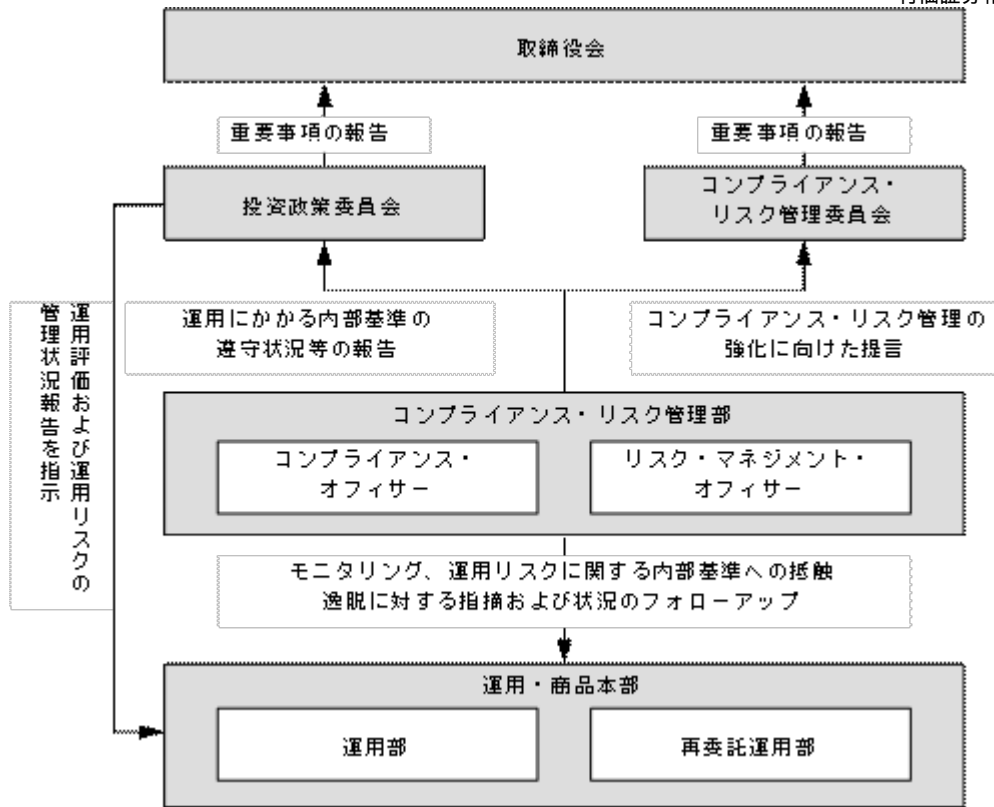 取締役会
重要事項の報告
重要事項の報告
投資政策委員会
コンプライアンス・
リスク管理委員会
運用評価および運用リスクの
管理状況報告を指示
運用にかかる内部基準の
遵守状況等の報告
コンプライアンス・リスク管理の
強化に向けた提言
コンプライアンス・リスク管理部
コンプライアンス・
オフィサー
リスク・マネジメント・
オフィサー
モニタリング、運用リスクに関する内部基準への抵触
逸脱に対する指摘および状況のフォローアップ
運用・商品本部
運用部
再委託運用部